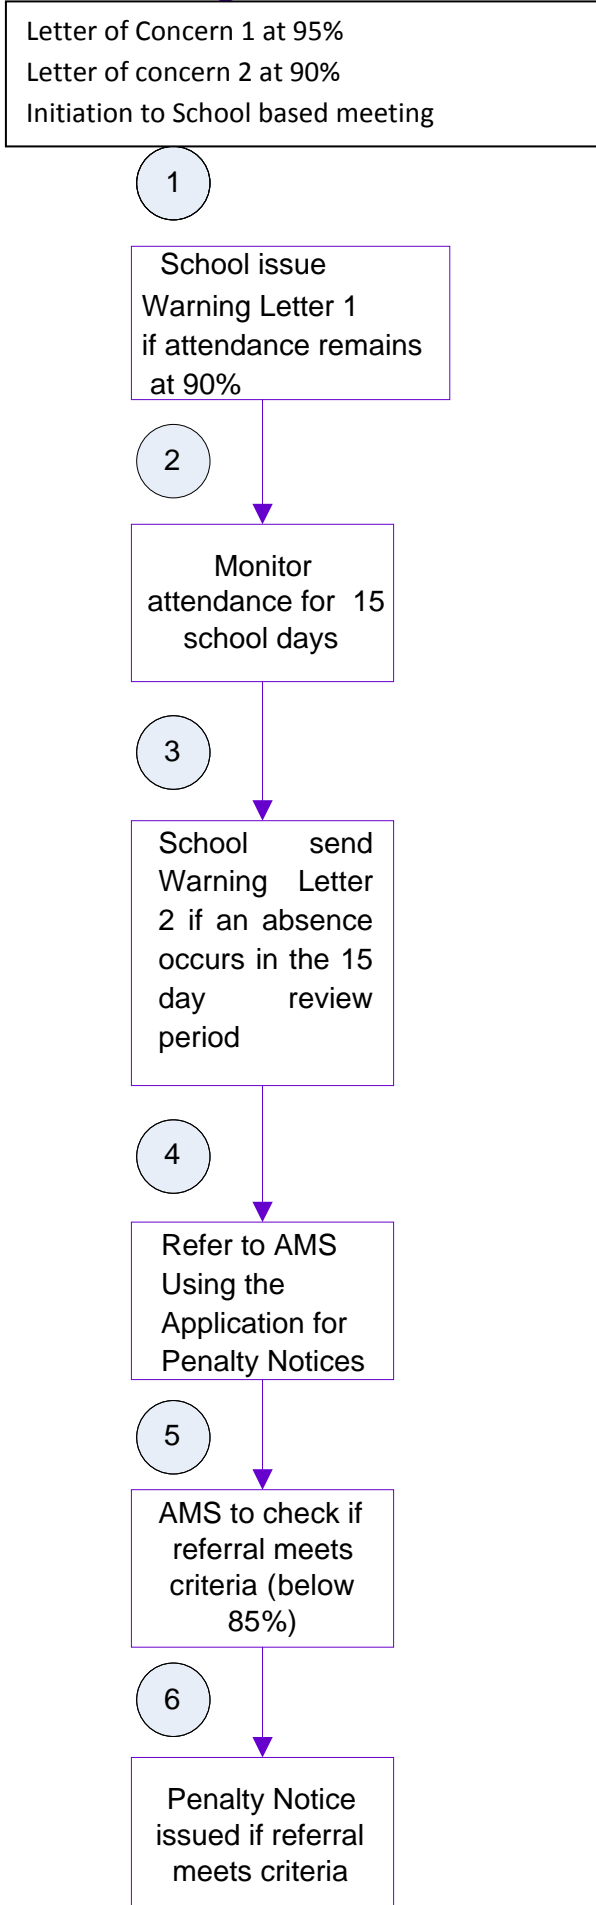 Letter of Concern 1 at 95%
Letter of concern 2 at 90%
Initiation to School based meeting
1
School issue
Warning Letter 1
if attendance remains
at 90%
2
Monitor
attendance for 15
school days
3
School send
Warning Letter
2 if an absence
occurs in the 15
day review
period
4
Refer to AMS
Using the
Application for
Penalty Notices
5
AMS to check if
referral meets
criteria (below
85%)
6
Penalty Notice
issued if referral
meets criteria